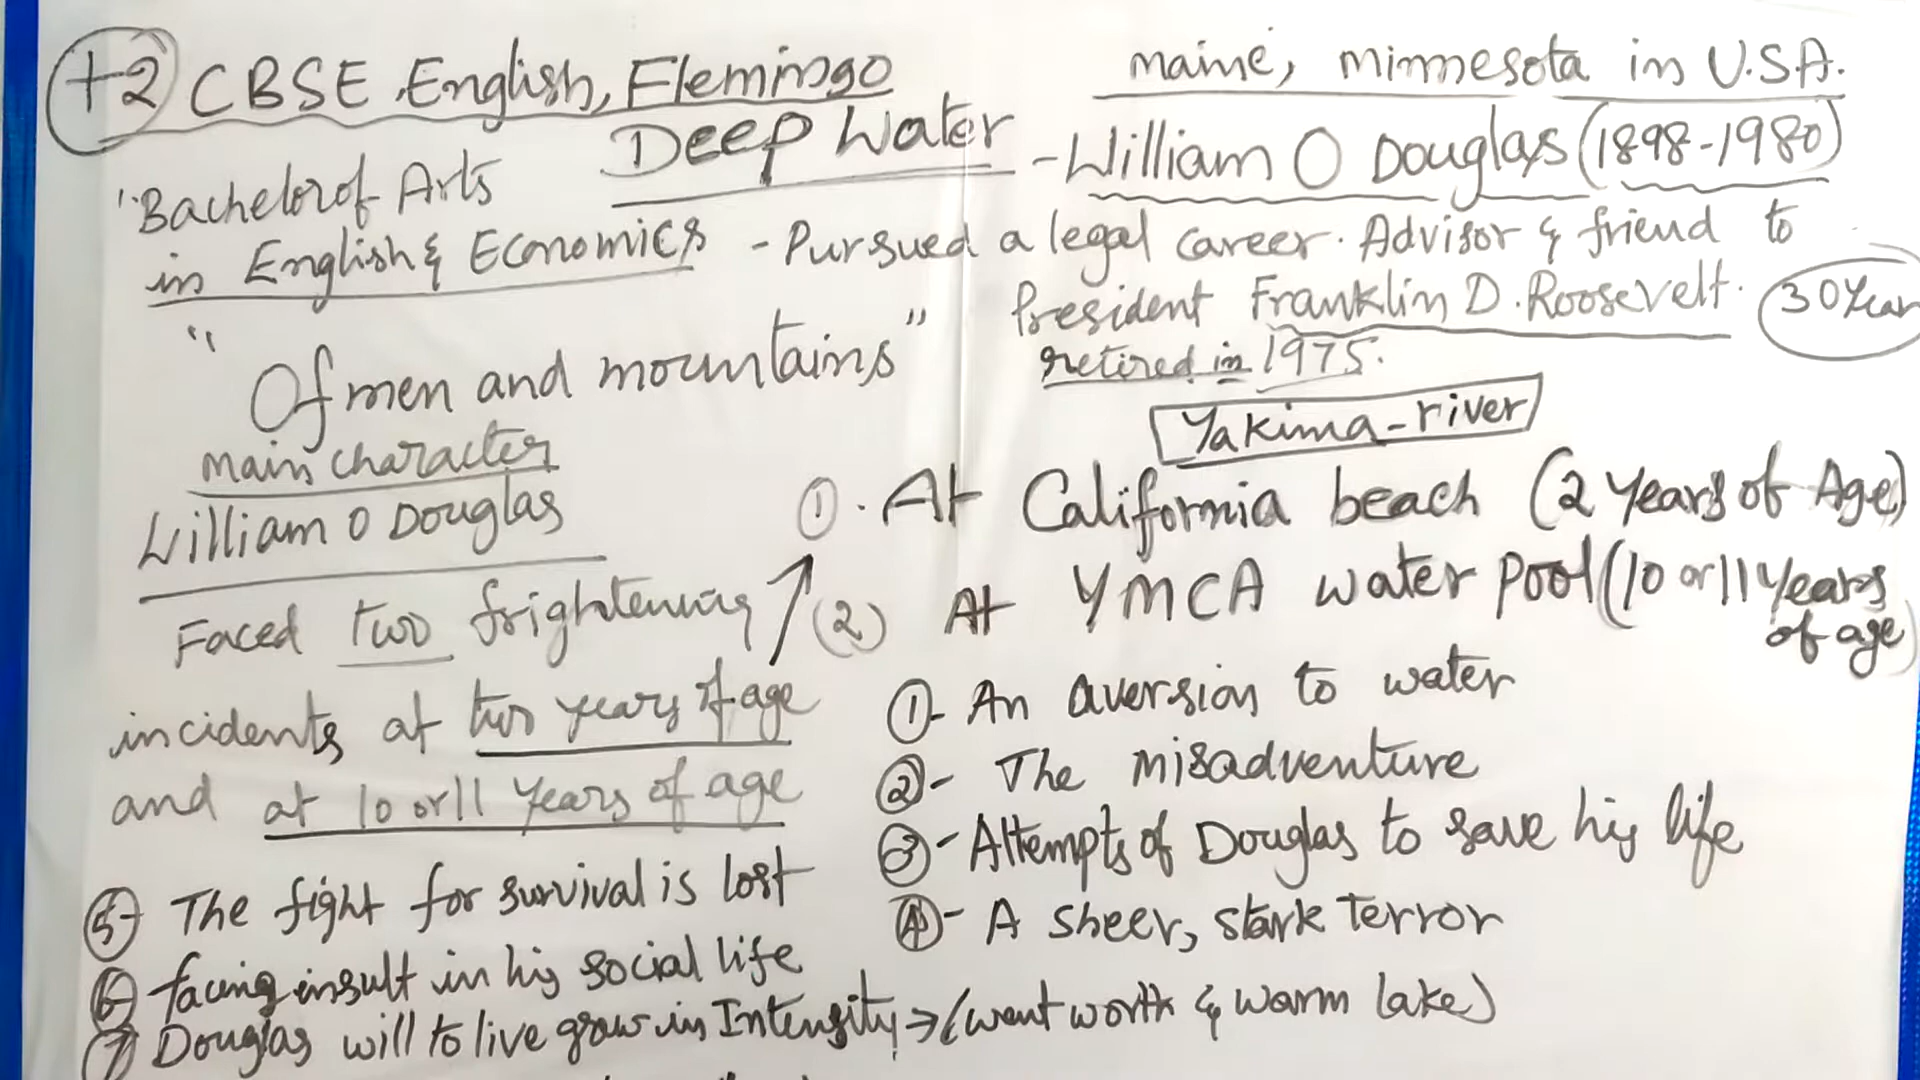 +2 CBSE, English, Flemingo
Deep Water
maine, minnesota in U.S.A.
-William O Douglas (1898-1980)
"Bachelor of Arts
in English & Economics
- Pursued a legal career. Advisor & friend to
President Franklin D. Roosevelt.
30 Year
retired in 1975.
"Of men and mountains"
Yakima-river
main character
William O Douglas
Faced two frightening
incidents at two years of age
and at 10 or 11 Years of age
1. At California beach (2 Years of Age)
(2) At YMCA water pool (10 or 11 Years
of age)
1- An aversion to water
2- The misadventure
3- Attempts of Douglas to save his life
4- A sheer, stark terror
5- The fight for survival is lost
6- facing insult in his social life
7) Douglas will to live grow in Intensity → (went worth & warm lake)